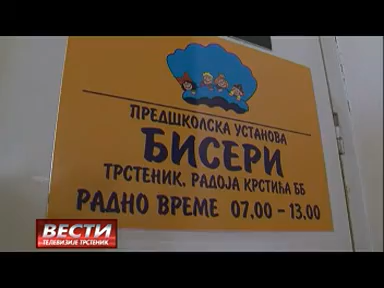 ПРЕДШКОЛСКА УСТАНОВА
БИСЕРИ
ТРСТЕНИК, РАДОЈА КРСТИЋА ББ
РАДНО ВРЕМЕ 07,00 - 13,00
ВЕСТИ
ТЕЛЕВИЗИЈЕ ТРСТЕНИК